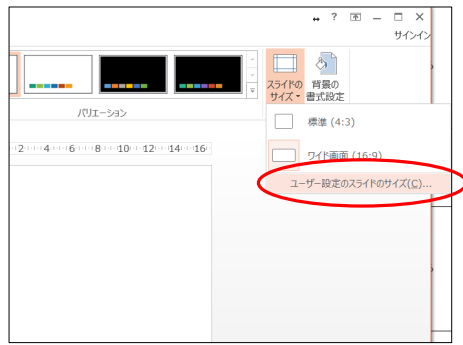 サインイン
スライドの 背景の
サイズ 書式設定
バリエーション
標準 (4:3)
ワイド画面 (16:9)
ユーザー設定のスライドのサイズ(C)...
2 4 6 8 10 12 14 16